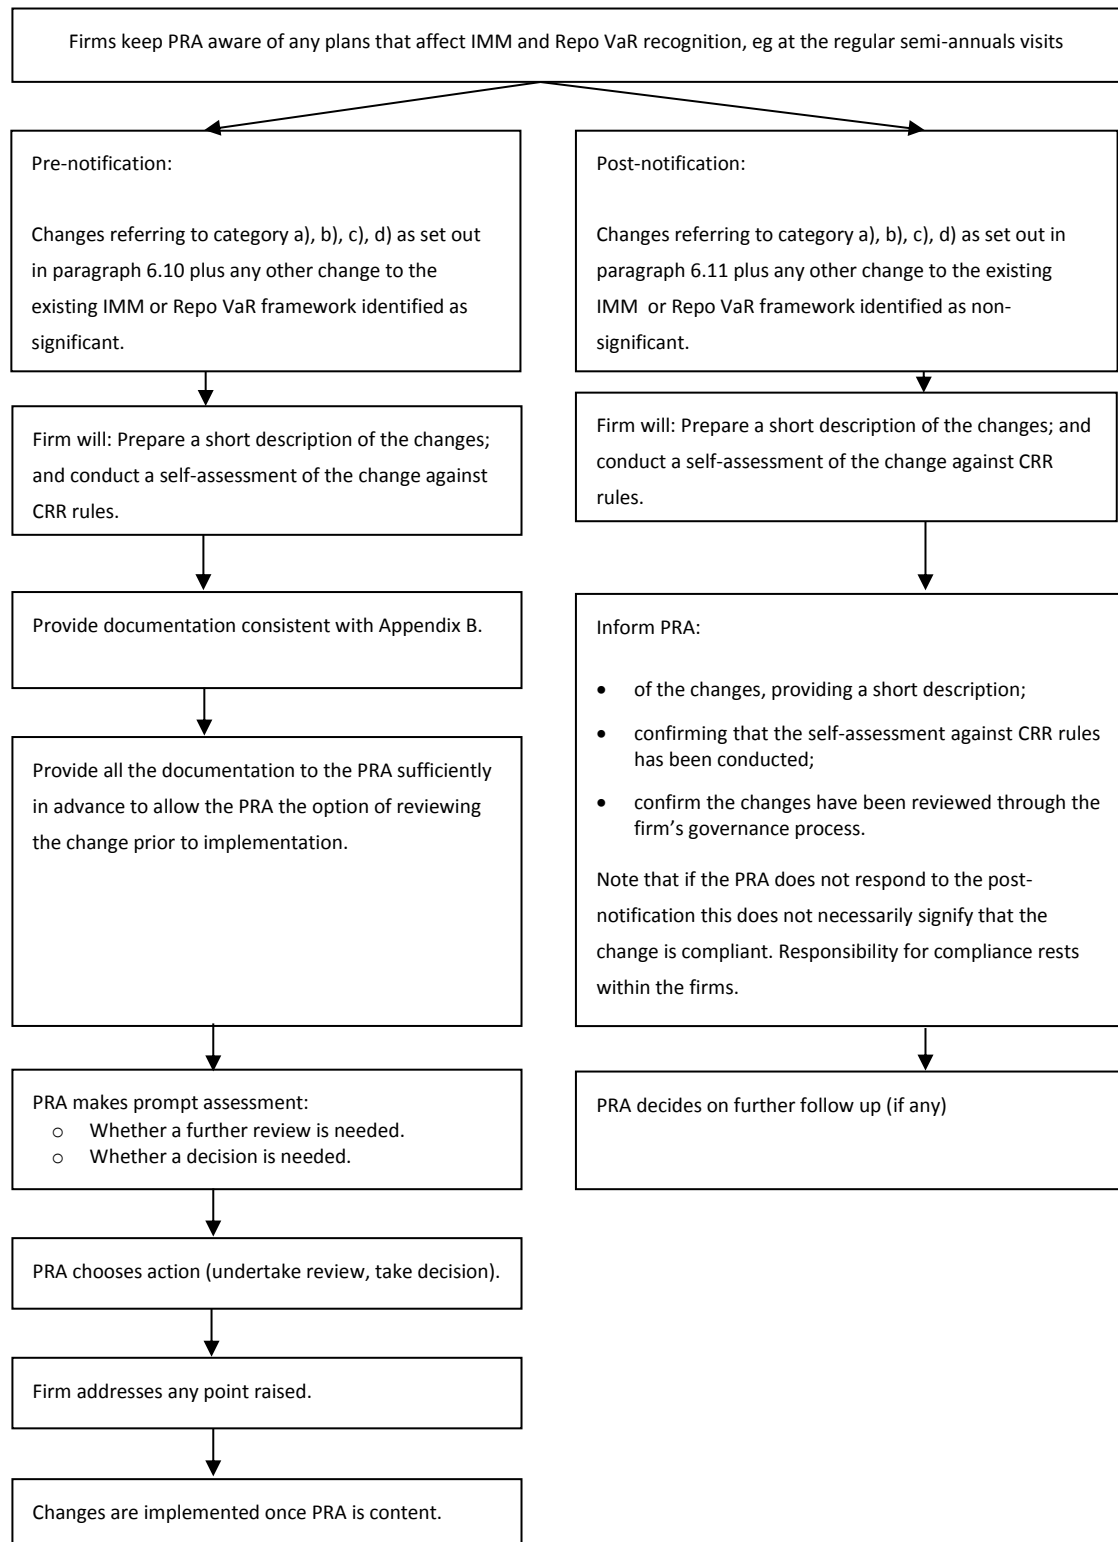 Firms keep PRA aware of any plans that affect IMM and Repo VaR recognition, eg at the regular semi-annuals visits
Pre-notification:
Changes referring to category a), b), c), d) as set out
in paragraph 6.10 plus any other change to the
existing IMM or Repo VaR framework identified as
significant.
Firm will: Prepare a short description of the changes;
and conduct a self-assessment of the change against
CRR rules.
Provide documentation consistent with Appendix B.
Provide all the documentation to the PRA sufficiently
in advance to allow the PRA the option of reviewing
the change prior to implementation.
PRA makes prompt assessment:
o Whether a further review is needed.
o Whether a decision is needed.
PRA chooses action (undertake review, take decision).
Firm addresses any point raised.
Changes are implemented once PRA is content.
Post-notification:
Changes referring to category a), b), c), d) as set out in
paragraph 6.11 plus any other change to the existing
IMM or Repo VaR framework identified as non-
significant.
Firm will: Prepare a short description of the changes; and
conduct a self-assessment of the change against CRR
rules.
Inform PRA:
• of the changes, providing a short description;
• confirming that the self-assessment against CRR rules
has been conducted;
• confirm the changes have been reviewed through the
firm's governance process.
Note that if the PRA does not respond to the post-
notification this does not necessarily signify that the
change is compliant. Responsibility for compliance rests
within the firms.
PRA decides on further follow up (if any)